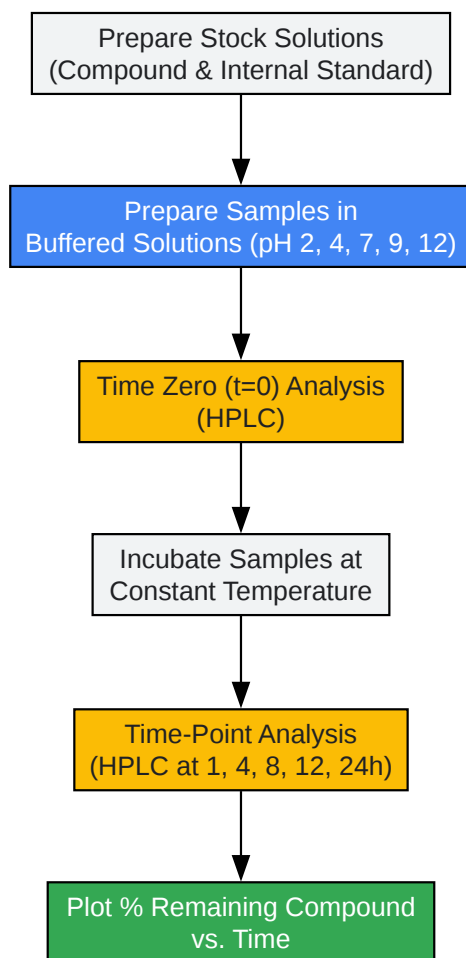 Prepare Stock Solutions
(Compound & Internal Standard)
Prepare Samples in
Buffered Solutions (pH 2, 4, 7, 9, 12)
Time Zero (t=0) Analysis
(HPLC)
Incubate Samples at
Constant Temperature
Time-Point Analysis
(HPLC at 1, 4, 8, 12, 24h)
Plot % Remaining Compound
vs. Time